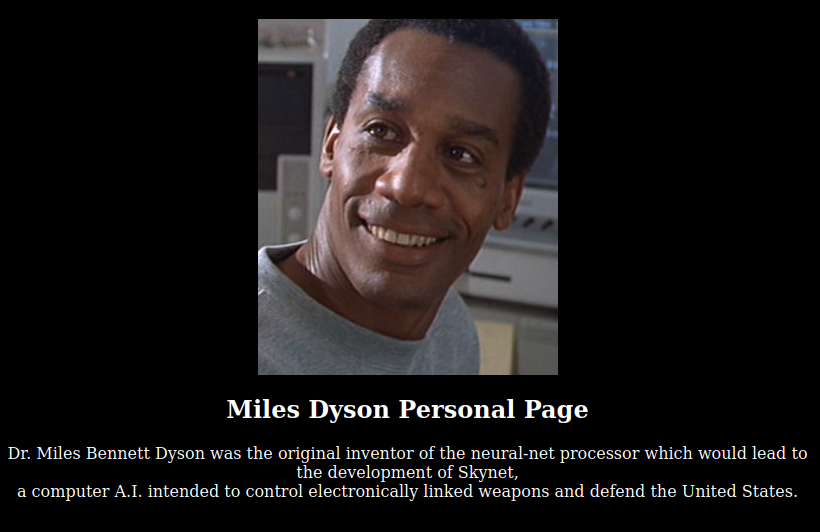 Miles Dyson Personal Page
Dr. Miles Bennett Dyson was the original inventor of the neural-net processor which would lead to
the development of Skynet,
a computer A.I. intended to control electronically linked weapons and defend the United States.